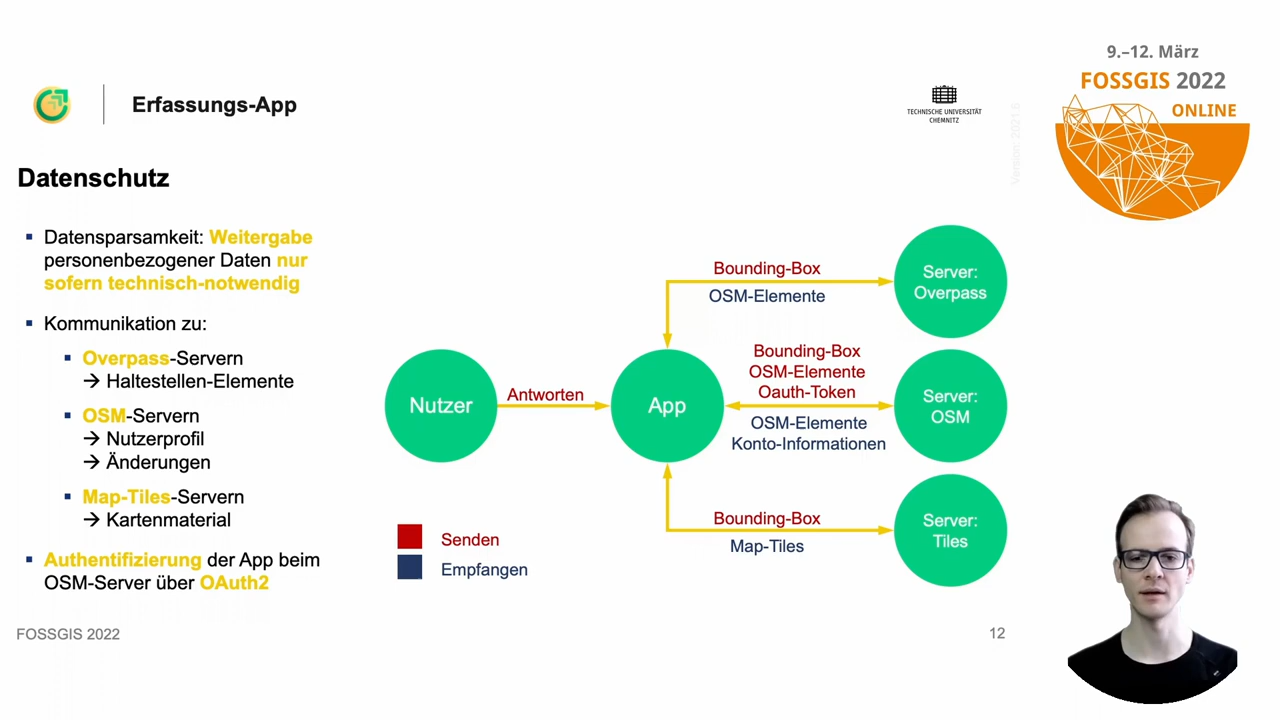 9.–12. März
FOSSGIS 2022
ONLINE
Erfassungs-App
TECHNISCHE UNIVERSITÄT
CHEMNITZ
Version: 2021.6
Datenschutz
▪ Datensparsamkeit: Weitergabe
personenbezogener Daten nur
sofern technisch-notwendig
▪ Kommunikation zu:
▪ Overpass-Servern
→ Haltestellen-Elemente
▪ OSM-Servern
→ Nutzerprofil
→ Änderungen
▪ Map-Tiles-Servern
→ Kartenmaterial
▪ Authentifizierung der App beim
OSM-Server über OAuth2
Nutzer
Antworten
App
Bounding-Box
OSM-Elemente
Server:
Overpass
Bounding-Box
OSM-Elemente
Oauth-Token
OSM-Elemente
Konto-Informationen
Server:
OSM
Bounding-Box
Map-Tiles
Server:
Tiles
Senden
Empfangen
FOSSGIS 2022
12